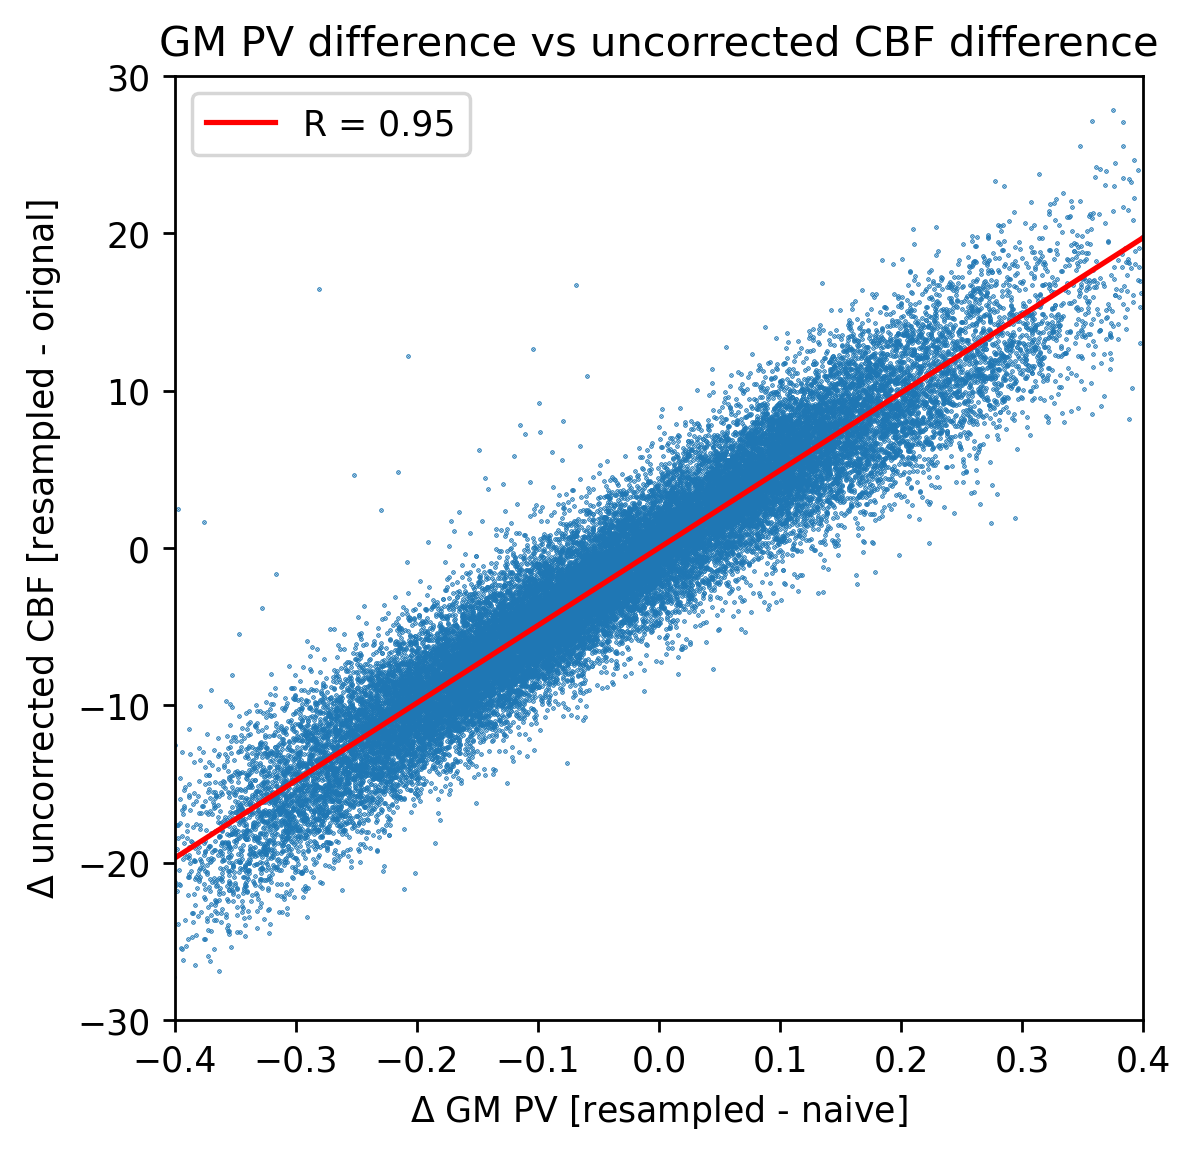 GM PV difference vs uncorrected CBF difference
R = 0.95
30
20
10
0
−10
−20
−30
Δ uncorrected CBF [resampled - orignal]
−0.4 −0.3 −0.2 −0.1 0.0 0.1 0.2 0.3 0.4
Δ GM PV [resampled - naive]